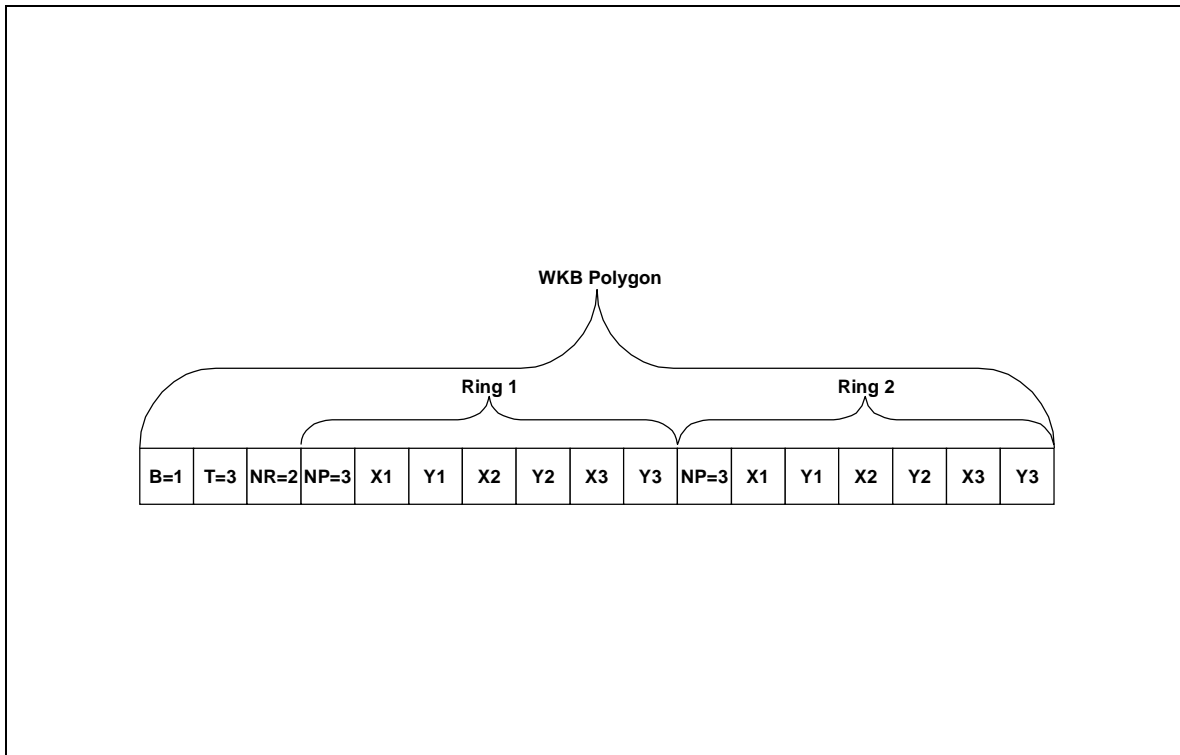 WKB Polygon
Ring 1 Ring 2
B=1 T=3 NR=2 NP=3 X1 Y1 X2 Y2 X3 Y3 NP=3 X1 Y1 X2 Y2 X3 Y3